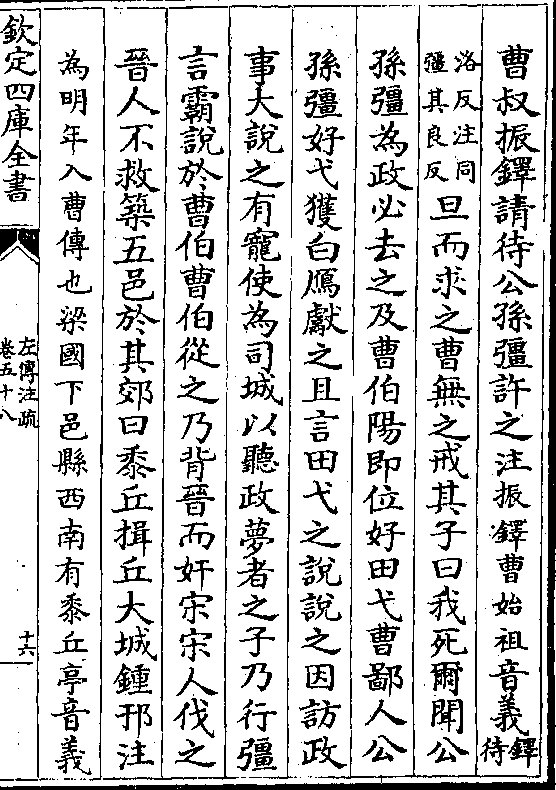 曹叔振鐸請待公孫彊許之注振鐸曹始祖音義鐸待
洛反注同彊其良反旦而求之曹無之戒其子曰我死爾聞公
孫彊為政必去之及曹伯陽即位好田弋曹鄙人公
孫彊好弋獲白鴈獻之且言田弋之說說之因訪政
事大說之有寵使為司城以聽政夢者之子乃行彊
言霸說於曹伯曹伯從之乃背晉而奸宋宋人伐之
晉人不救築五邑於其郊曰黍丘揖丘大城鍾邘注
為明年入曹傳也梁國下邑縣西南有黍丘亭音義
欽定四庫全書
左傳注疏
卷五十八
十六